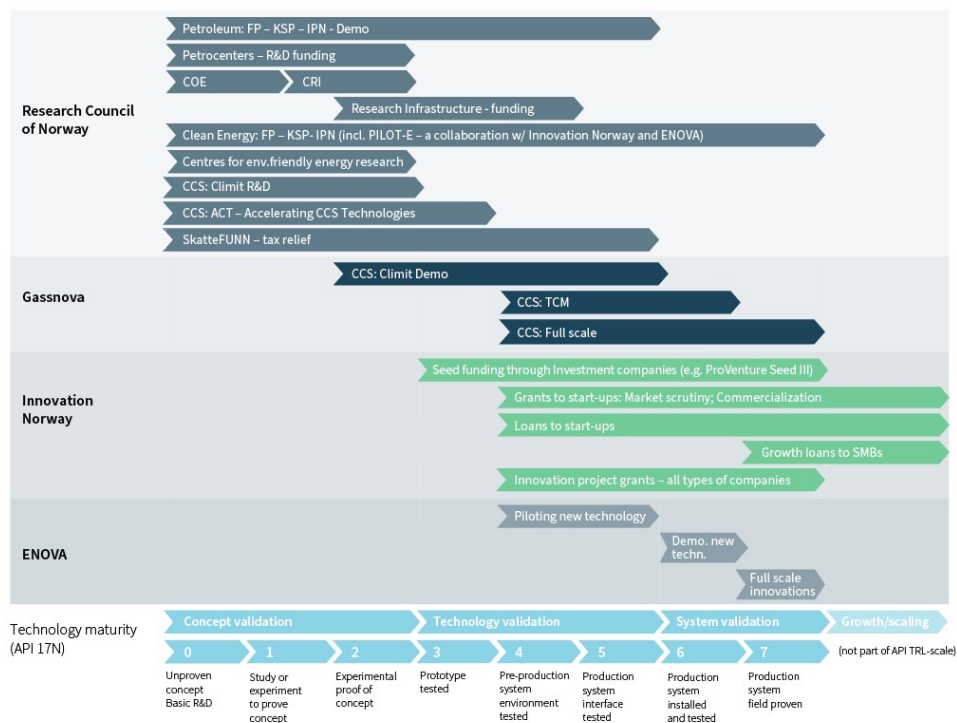 Petroleum: FP – KSP – IPN - Demo
Petrocenters – R&D funding
COE
CRI
Research Council
of Norway
Research Infrastructure - funding
Clean Energy: FP – KSP- IPN (incl. PILOT-E – a collaboration w/ Innovation Norway and ENOVA)
Centres for env.friendly energy research
CCS: Climit R&D
CCS: ACT – Accelerating CCS Technologies
SkatteFUNN – tax relief
Gassnova
CCS: Climit Demo
CCS: TCM
CCS: Full scale
Innovation
Norway
Seed funding through Investment companies (e.g. ProVenture Seed III)
Grants to start-ups: Market scrutiny; Commercialization
Loans to start-ups
Growth loans to SMBs
Innovation project grants – all types of companies
ENOVA
Piloting new technology
Demo. new
techn.
Full scale
innovations
Technology maturity
(API 17N)
Concept validation
Technology validation
System validation
Growth/scaling
0
1
2
3
4
5
6
7
(not part of API TRL-scale)
Unproven
concept
Basic R&D
Study or
experiment
to prove
concept
Experimental
proof of
concept
Prototype
tested
Pre-production
system
environment
tested
Production
system
interface
tested
Production
system
installed
and tested
Production
system
field proven